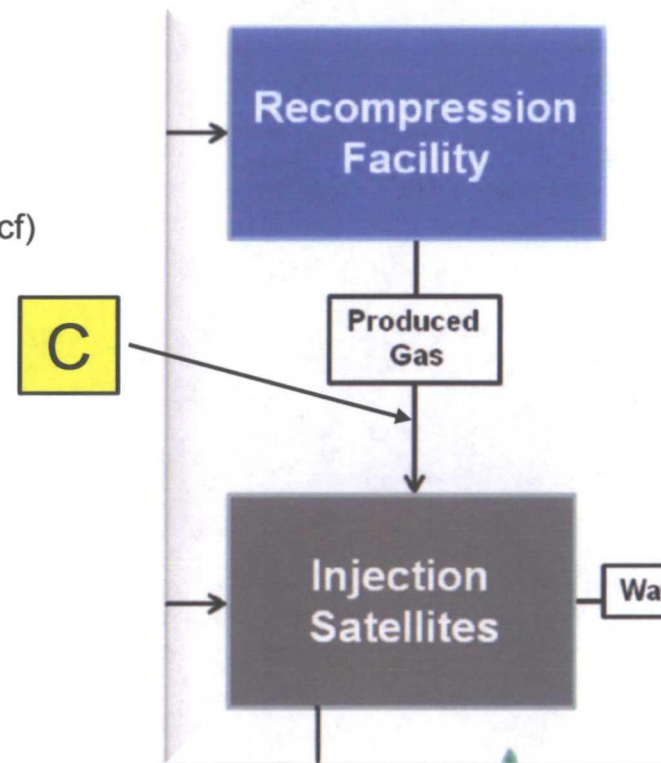 Recompression
Facility
cf)
C
Produced
Gas
Injection
Satellites
Wa